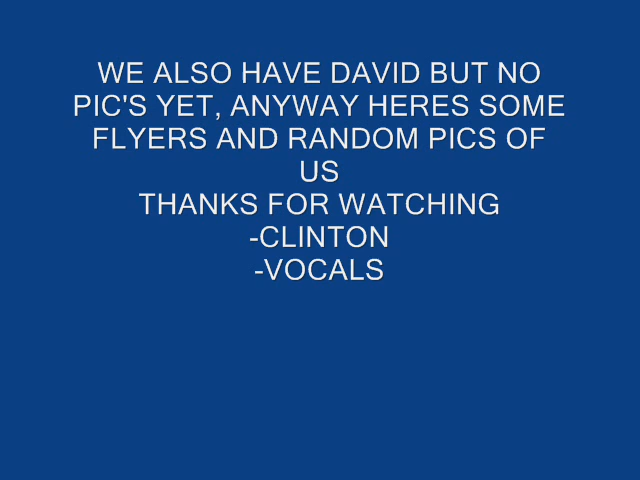 WE ALSO HAVE DAVID BUT NO
PIC'S YET, ANYWAY HERES SOME
FLYERS AND RANDOM PICS OF
US
THANKS FOR WATCHING
-CLINTON
-VOCALS